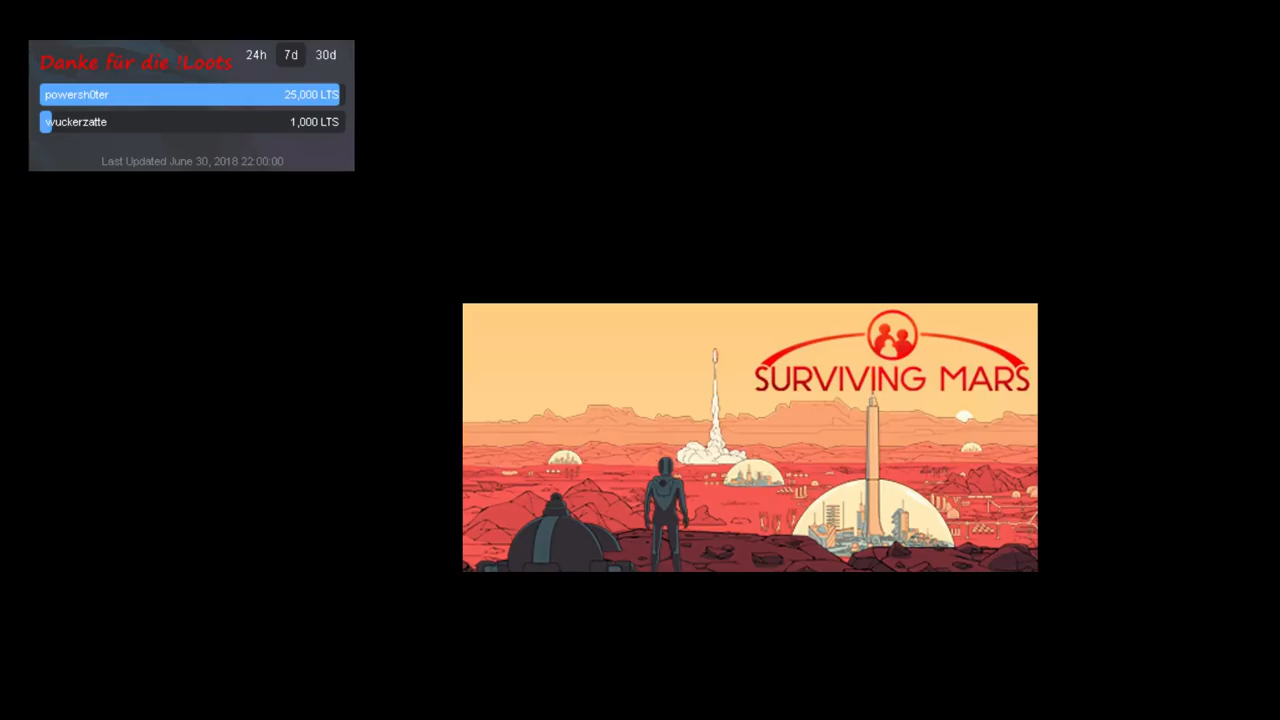 Danke für die !Loots
24h 7d 30d
powersh0ter 25,000 LTS
wuckerzatte 1,000 LTS
Last Updated June 30, 2018 22:00:00
SURVIVING MARS